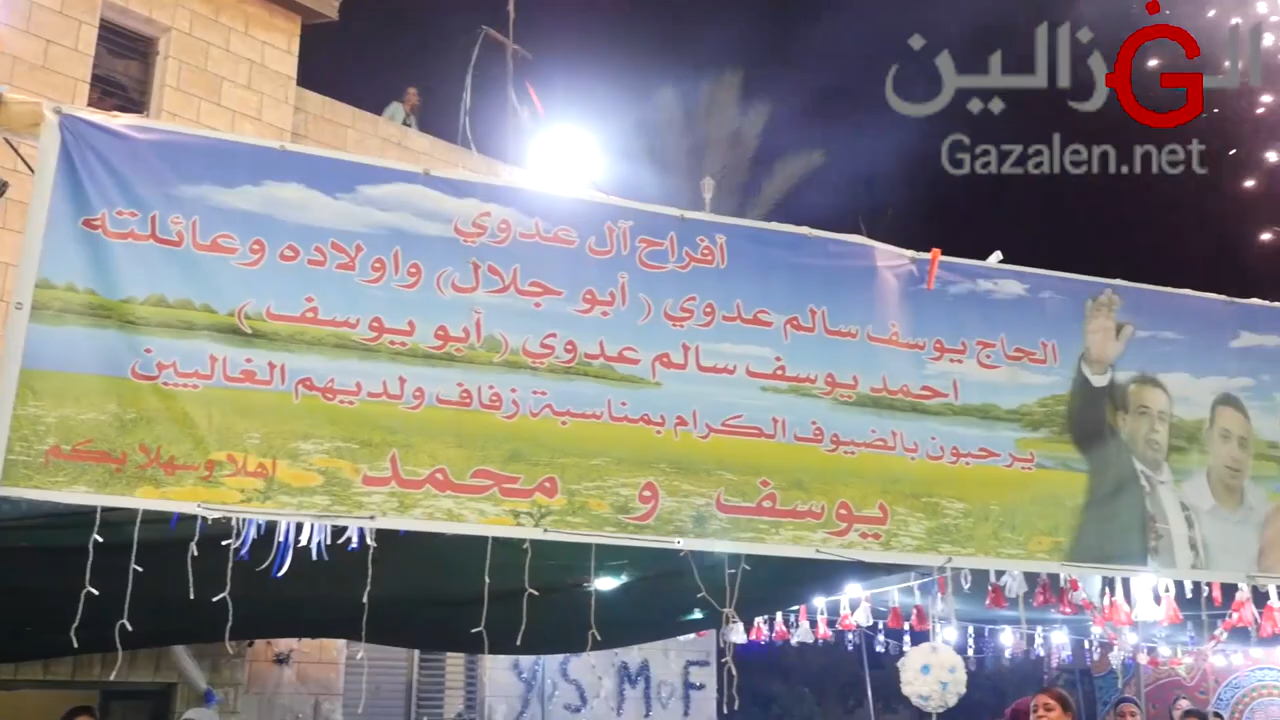 الغزالين
Gazalen.net
أفراح آل عدوي
الحاج يوسف سالم عدوي ( أبو جلال) واولاده وعائلته
احمد يوسف سالم عدوي ( أبو يوسف )
يرحبون بالضيوف الكرام بمناسبة زفاف ولديهم الغاليين
يوسف و محمد
اهلا وسهلا بكم
Y S M F